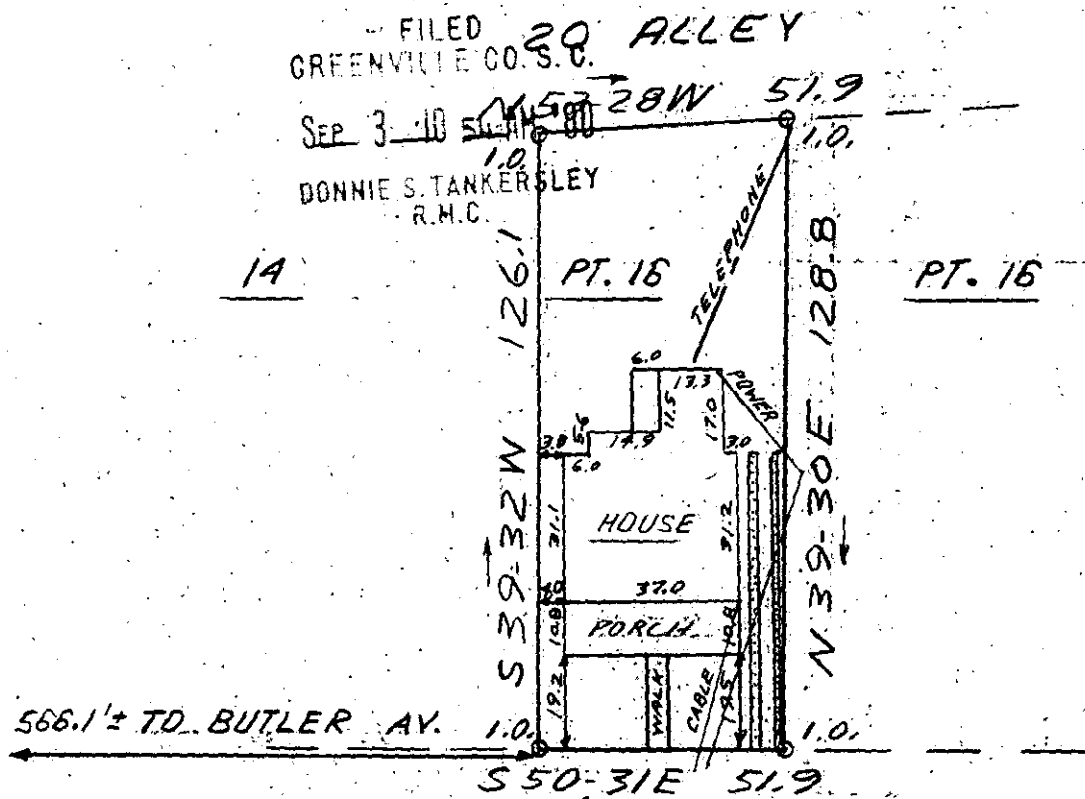 FILED
GREENVILLE CO. S. C.
20 ALLEY
28W
51.9
SEP 3 10
1.0.
1.0.
DONNIE S. TANKERSLEY
R.M.C.
14
PT. 16
PT. 16
S 39-32 W 126.1
N 39-30 E 128.8
TELEPHONE
6.0
13.3
POWER
11.5
17.0
5.6
14.9
3.8
6.0
3.0
HOUSE
31.1
31.2
37.0
PORCH
10.8
10.8
19.2
WALK
CABLE
19.5
566.1'± TO BUTLER AV.
1.0.
1.0.
S 50-31E 51.9